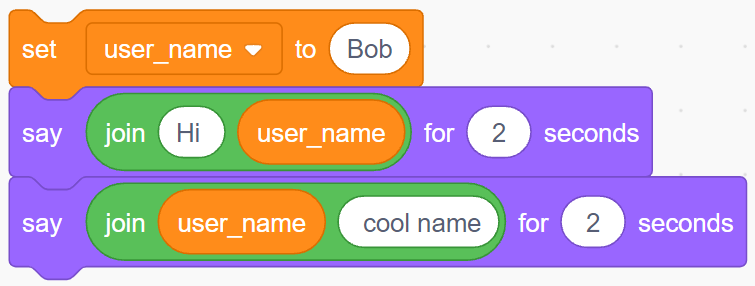 set user_name to Bob
say join Hi user_name for 2 seconds
say join user_name cool name for 2 seconds